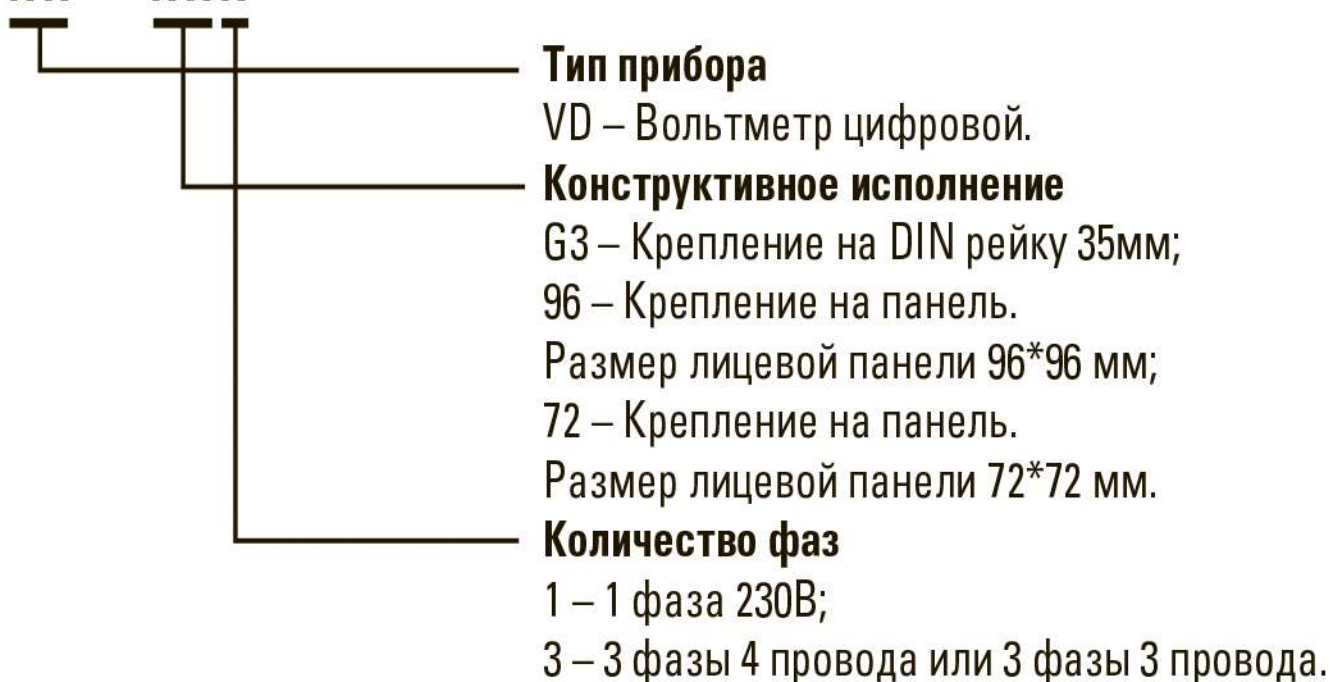 Тип прибора
VD – Вольтметр цифровой.
Конструктивное исполнение
G3 – Крепление на DIN рейку 35мм;
96 – Крепление на панель.
Размер лицевой панели 96*96 мм;
72 – Крепление на панель.
Размер лицевой панели 72*72 мм.
Количество фаз
1 – 1 фаза 230В;
3 – 3 фазы 4 провода или 3 фазы 3 провода.